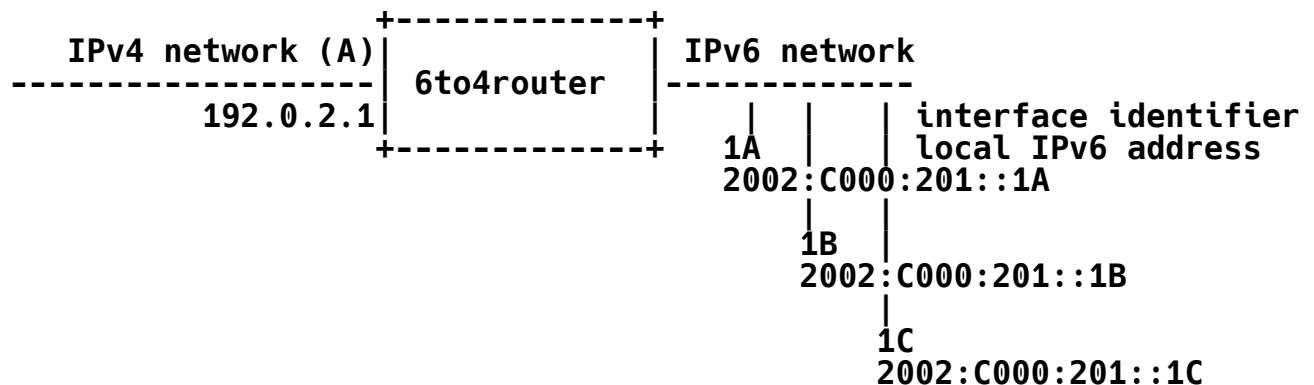 IPv4 network (A) IPv6 network
6to4router
192.0.2.1 interface identifier
1A local IPv6 address
2002:C000:201::1A
1B
2002:C000:201::1B
1C
2002:C000:201::1C